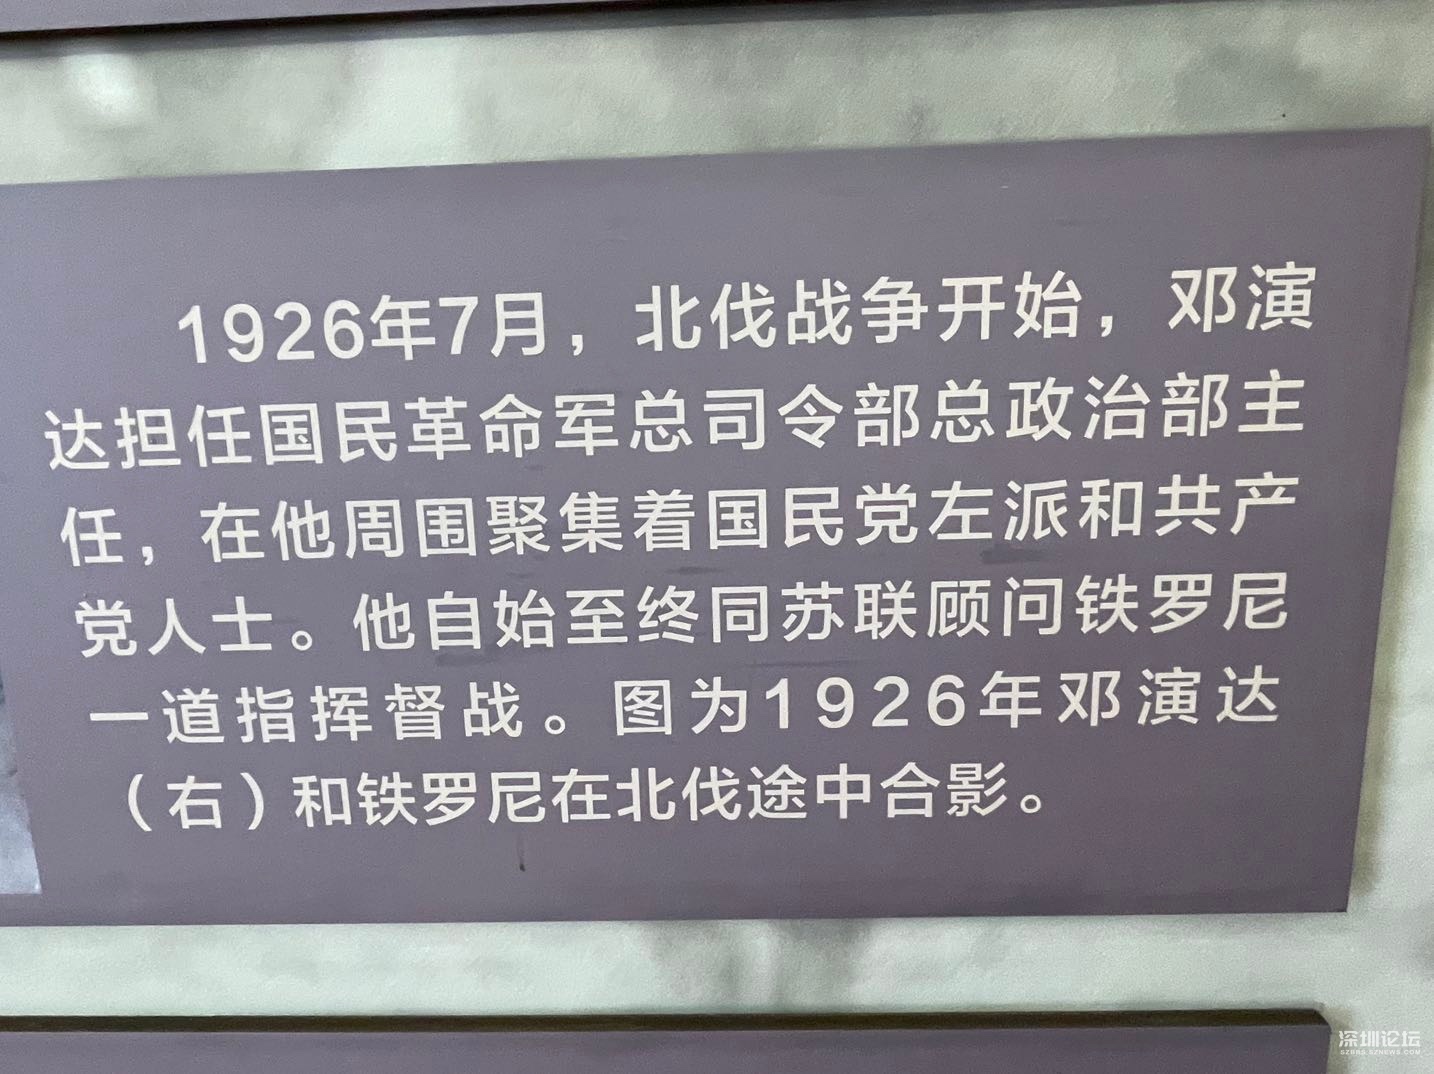 1926年7月，北伐战争开始，邓演
达担任国民革命军总司令部总政治部主
任，在他周围聚集着国民党左派和共产
党人士。他自始至终同苏联顾问铁罗尼
一道指挥督战。图为1926年邓演达
（右）和铁罗尼在北伐途中合影。
深圳论坛
SZBBS.SZNEWS.COM